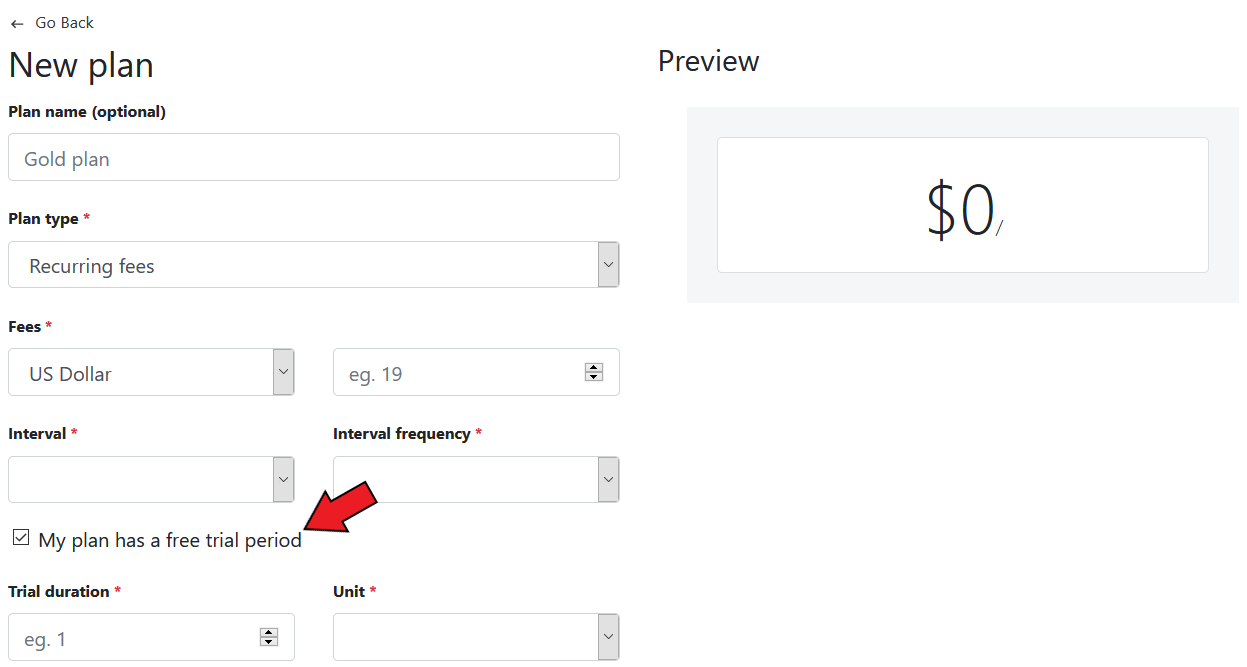 ← Go Back
New plan
Plan name (optional)
Gold plan
Plan type *
Recurring fees
Fees *
US Dollar
eg. 19
Interval *
Interval frequency *
My plan has a free trial period
Trial duration *
Unit *
eg. 1
Preview
$0/